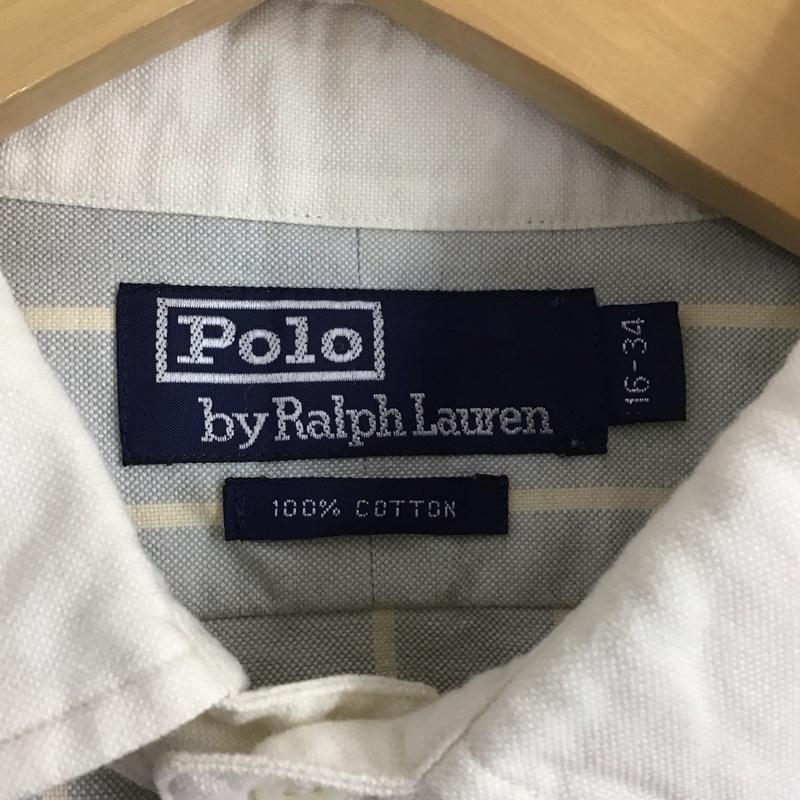 Polo
by Ralph Lauren
16-34
100% COTTON